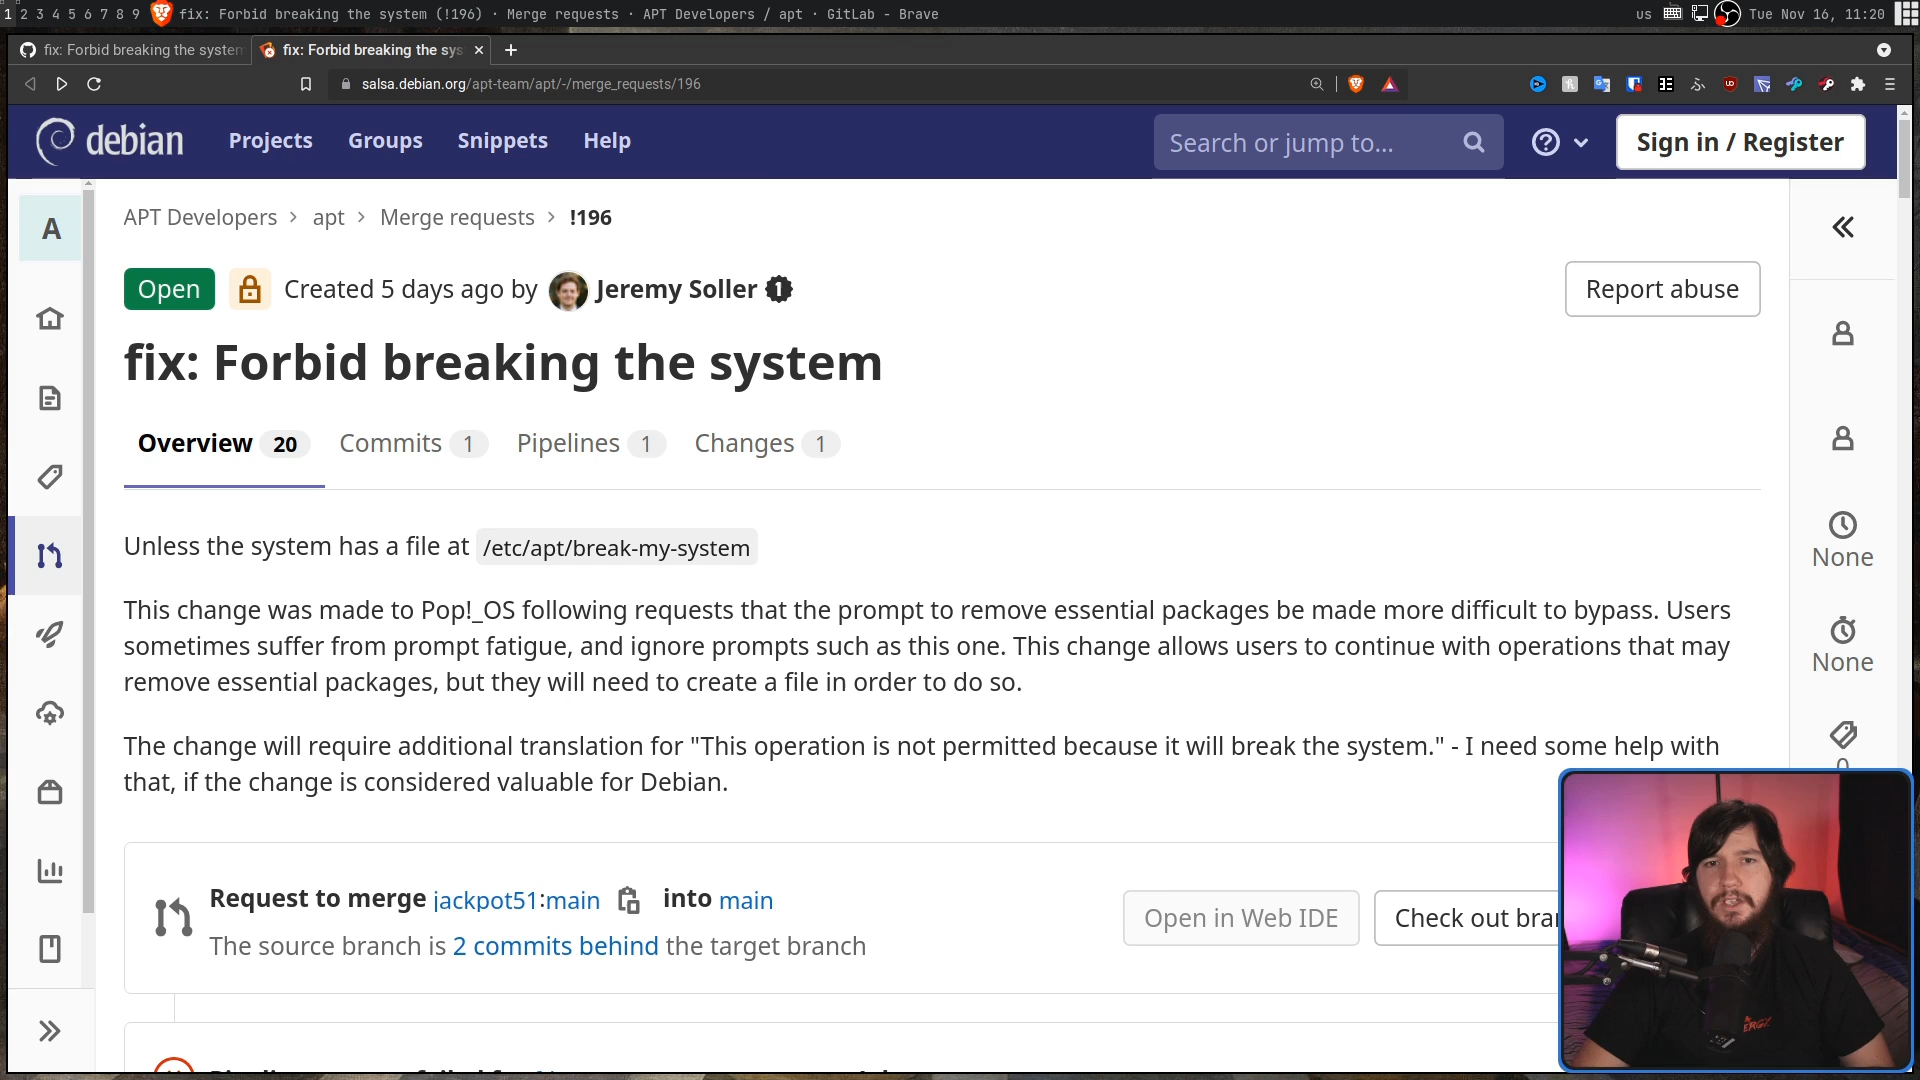 1 2 3 4 5 6 7 8 9 fix: Forbid breaking the system (!196) · Merge requests · APT Developers / apt · GitLab - Brave us Tue Nov 16, 11:20
fix: Forbid breaking the system fix: Forbid breaking the sys
salsa.debian.org/apt-team/apt/-/merge_requests/196
debian Projects Groups Snippets Help Search or jump to... Sign in / Register
A APT Developers > apt > Merge requests > !196
Open Created 5 days ago by Jeremy Soller 1 Report abuse
fix: Forbid breaking the system
Overview 20 Commits 1 Pipelines 1 Changes 1
Unless the system has a file at /etc/apt/break-my-system
None
This change was made to Pop!_OS following requests that the prompt to remove essential packages be made more difficult to bypass. Users
sometimes suffer from prompt fatigue, and ignore prompts such as this one. This change allows users to continue with operations that may
None
remove essential packages, but they will need to create a file in order to do so.
The change will require additional translation for "This operation is not permitted because it will break the system." - I need some help with
that, if the change is considered valuable for Debian.
Request to merge jackpot51:main into main
Open in Web IDE Check out bra
The source branch is 2 commits behind the target branch